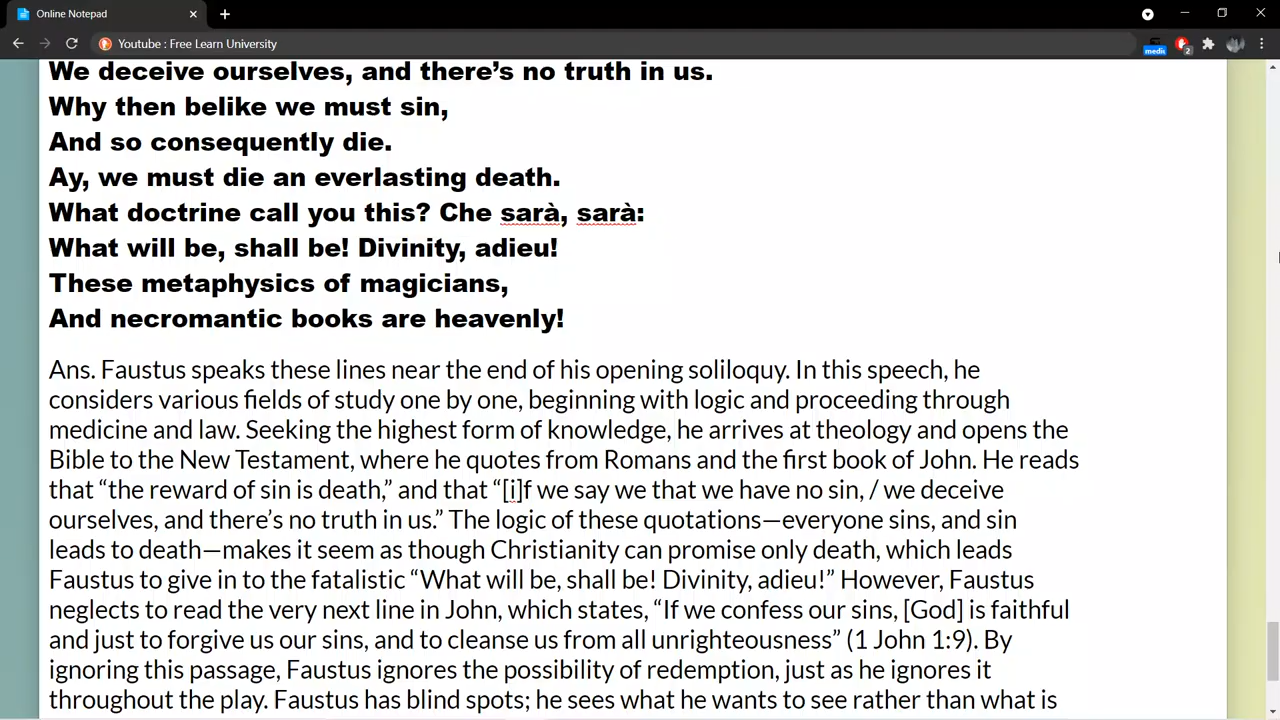 Online Notepad
Youtube : Free Learn University
medis
2
We deceive ourselves, and there's no truth in us.
Why then belike we must sin,
And so consequently die.
Ay, we must die an everlasting death.
What doctrine call you this? Che sarà, sarà:
What will be, shall be! Divinity, adieu!
These metaphysics of magicians,
And necromantic books are heavenly!
Ans. Faustus speaks these lines near the end of his opening soliloquy. In this speech, he
considers various fields of study one by one, beginning with logic and proceeding through
medicine and law. Seeking the highest form of knowledge, he arrives at theology and opens the
Bible to the New Testament, where he quotes from Romans and the first book of John. He reads
that “the reward of sin is death,” and that “[i]f we say we that we have no sin, / we deceive
ourselves, and there’s no truth in us.” The logic of these quotations—everyone sins, and sin
leads to death—makes it seem as though Christianity can promise only death, which leads
Faustus to give in to the fatalistic “What will be, shall be! Divinity, adieu!” However, Faustus
neglects to read the very next line in John, which states, “If we confess our sins, [God] is faithful
and just to forgive us our sins, and to cleanse us from all unrighteousness” (1 John 1:9). By
ignoring this passage, Faustus ignores the possibility of redemption, just as he ignores it
throughout the play. Faustus has blind spots; he sees what he wants to see rather than what is